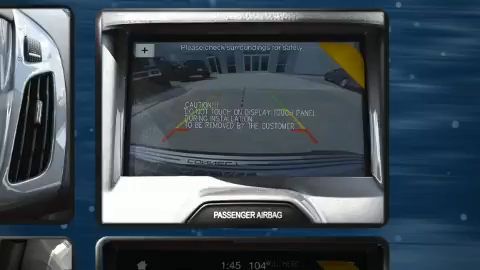 +
Please check surroundings for safety
CAUTION!!!
DO NOT TOUCH ON DISPLAY-TOUCH PANEL
DURING INSTALLATION.
TO BE REMOVED BY THE CUSTOMER
PASSENGER AIRBAG
1:45 104°